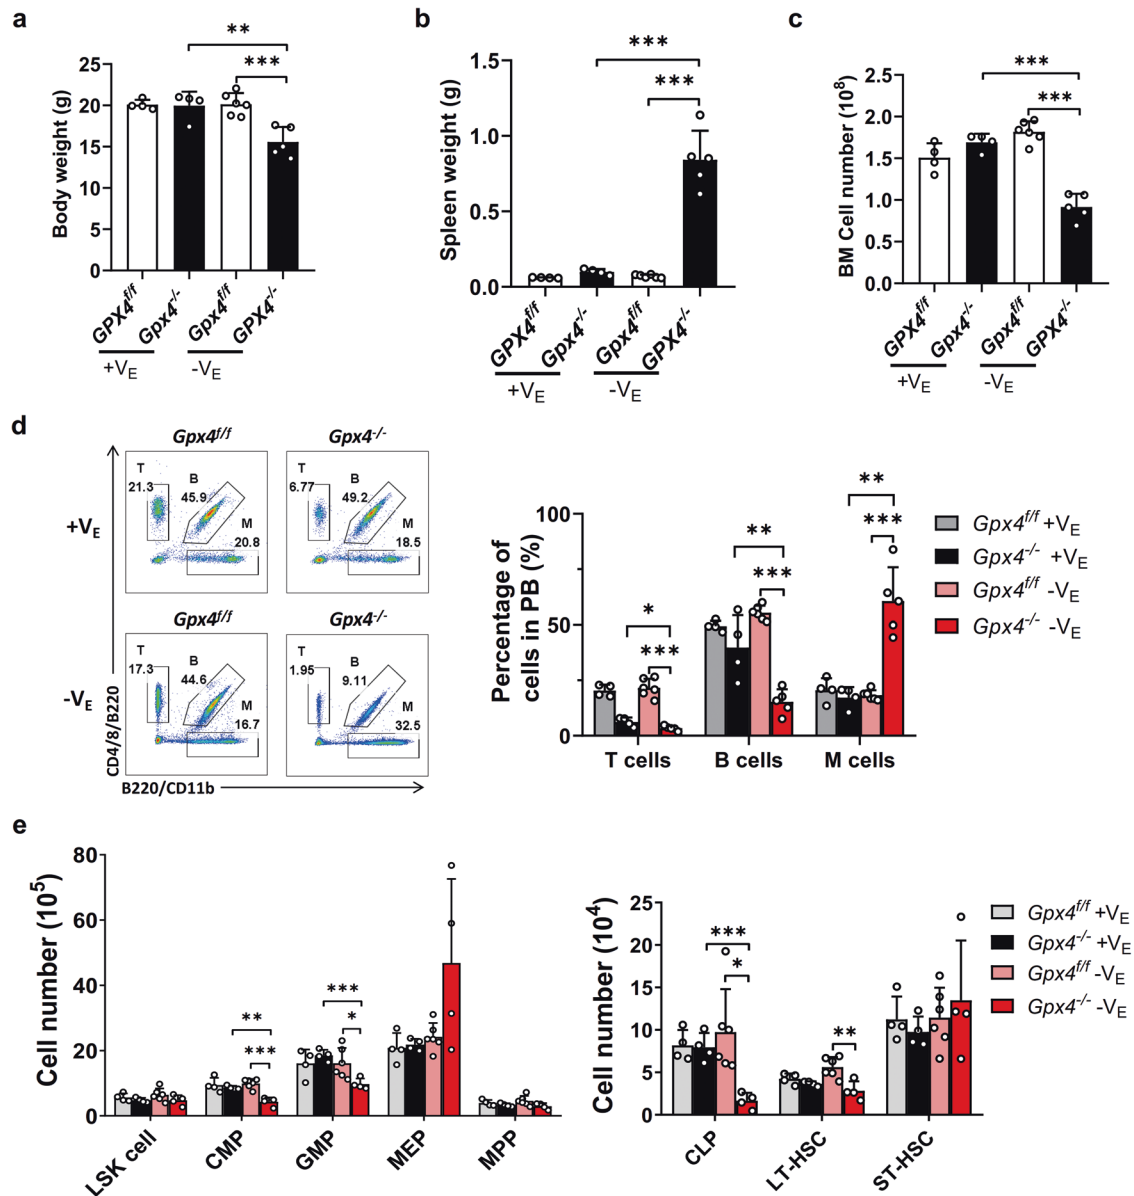 a
**
***
Body weight (g)
25
20
15
10
5
0
GPX4f/f
Gpx4-/-
Gpx4f/f
GPX4-/-
+VE
-VE
b
***
***
Spleen weight (g)
1.5
1.0
0.5
0.0
GPX4f/f
Gpx4-/-
Gpx4f/f
GPX4-/-
+VE
-VE
c
***
***
BM Cell number (10^8)
2.5
2.0
1.5
1.0
0.5
0.0
GPX4f/f
Gpx4-/-
Gpx4f/f
GPX4-/-
+VE
-VE
d
Gpx4f/f
Gpx4-/-
+VE
T
21.3
B
45.9
M
20.8
T
6.77
B
49.2
M
18.5
Gpx4f/f
Gpx4-/-
-VE
T
17.3
B
44.6
M
16.7
T
1.95
B
9.11
M
32.5
CD4/8/B220
B220/CD11b
Percentage of
cells in PB (%)
100
50
0
*
***
**
***
**
***
T cells
B cells
M cells
Gpx4f/f +VE
Gpx4-/- +VE
Gpx4f/f -VE
Gpx4-/- -VE
e
Cell number (10^5)
80
60
40
20
0
**
***
***
*
LSK cell
CMP
GMP
MEP
MPP
Cell number (10^4)
25
20
15
10
5
0
***
*
**
CLP
LT-HSC
ST-HSC
Gpx4f/f +VE
Gpx4-/- +VE
Gpx4f/f -VE
Gpx4-/- -VE